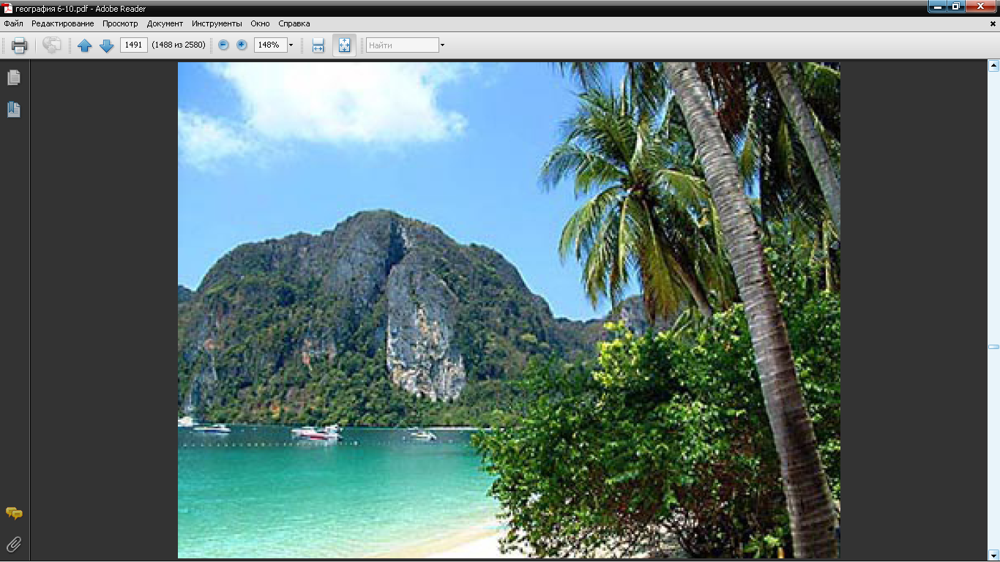 география 6-10.pdf - Adobe Reader
Файл Редактирование Просмотр Документ Инструменты Окно Справка
1491 (1488 из 2580) 148% Найти